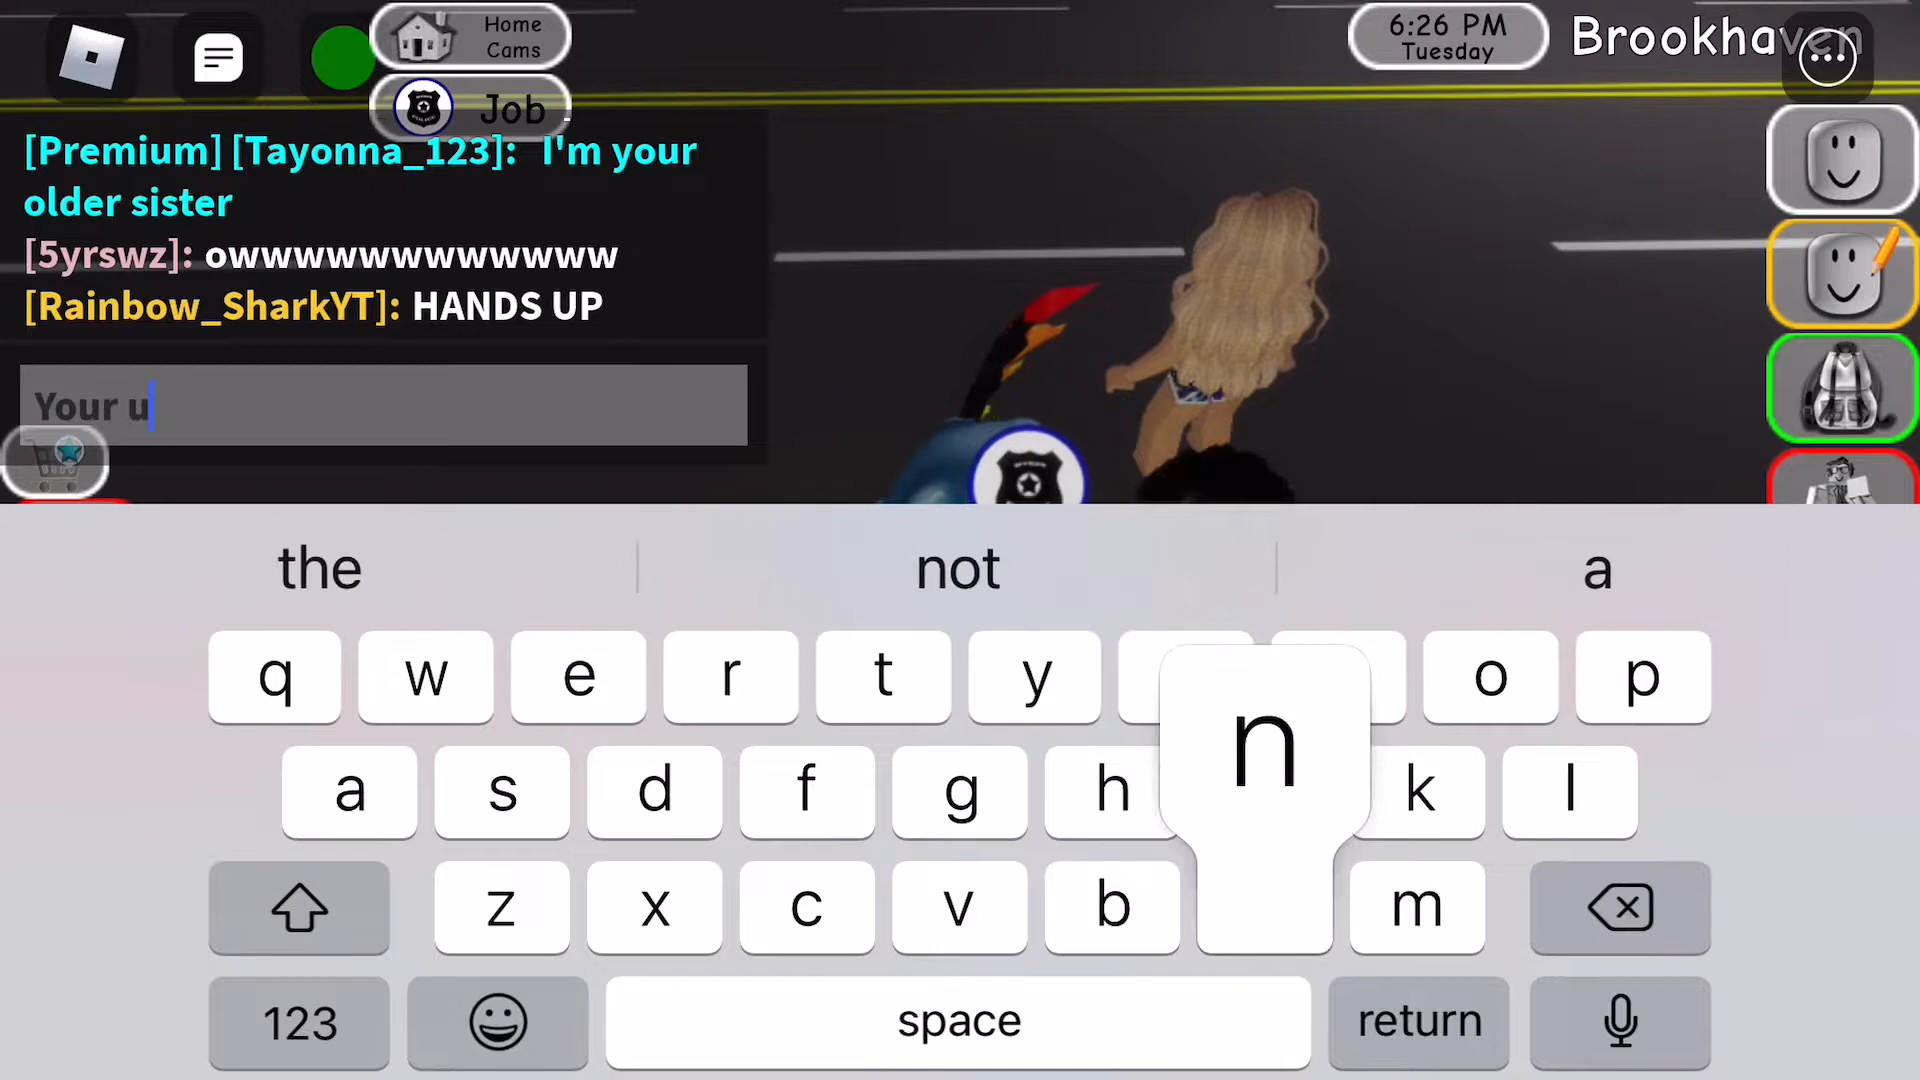 Home
Cams
6:26 PM
Tuesday
Brookhaven
Job
[Premium] [Tayonna_123]: I'm your
older sister
[5yrswz]: owwwwwwwwwwwww
[Rainbow_SharkYT]: HANDS UP
Your u
the not a
q w e r t y o p
a s d f g h k l
n
z x c v b m
123 space return